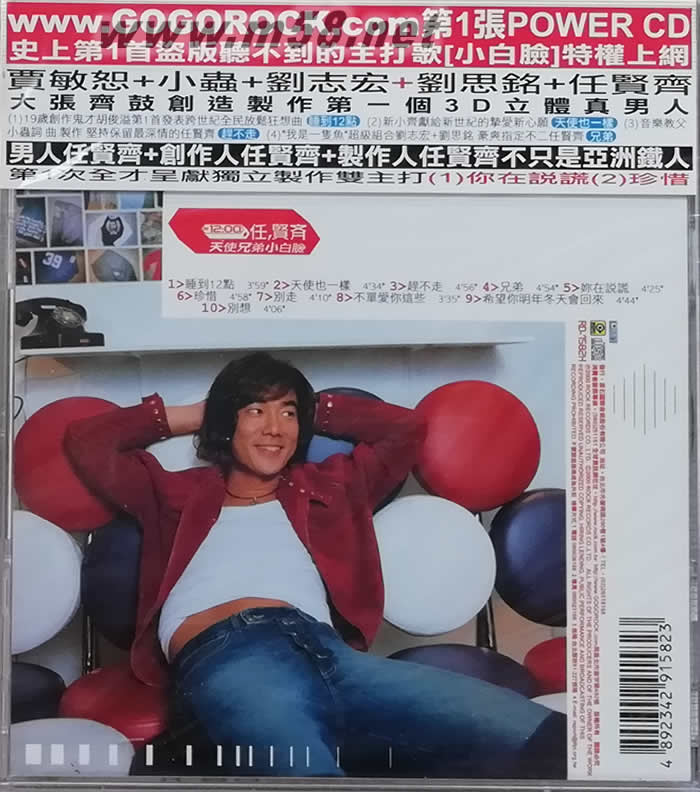 www.GOGOROCK.com第1張POWER CD
www.m58.net
史上第1首盜版聽不到的主打歌[小白臉]特權上網
賈敏恕+小蟲+劉志宏+劉思銘+任賢齊
大張齊鼓創造製作第一個3D立體真男人
(1)19歲創作鬼才胡俊溢第1首發表跨世紀全民放鬆狂想曲 睡到12點 (2)新小齊獻給新世紀的摯愛新心願 天使也一樣 (3)音樂教父
小蟲詞 曲 製作 堅持保留最深情的任賢齊 趕不走 (4)"我是一隻魚"超級組合劉志宏+劉思銘 豪爽指定不二任賢齊 兄弟
男人任賢齊+創作人任賢齊+製作人任賢齊不只是亞洲鐵人
第1次全才呈獻獨立製作雙主打(1)你在說謊(2)珍惜
12:00 任,賢齊
天使兄弟小白臉
1>睡到12點 3'59" 2>天使也一樣 4'34" 3>趕不走 4'56" 4>兄弟 4'54" 5>妳在說謊 4'25"
6>珍惜 4'58" 7>別走 4'10" 8>不單愛你這些 3'35" 9>希望你明年冬天會回來 4'44"
10>別想 4'06"
39
RD-1582H
4 892342 915823